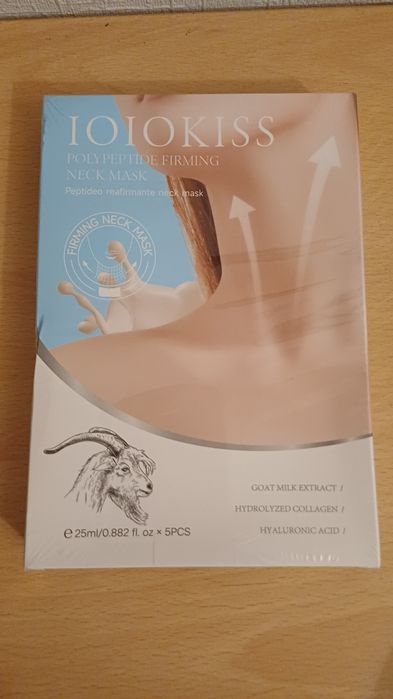 IOIOKISS
POLYPEPTIDE FIRMING
NECK MASK
Peptídeo reafirmante neck mask
FIRMING NECK MASK
GOAT MILK EXTRACT /
HYDROLYZED COLLAGEN /
HYALURONIC ACID /
℮ 25ml/0.882 fl. oz × 5PCS